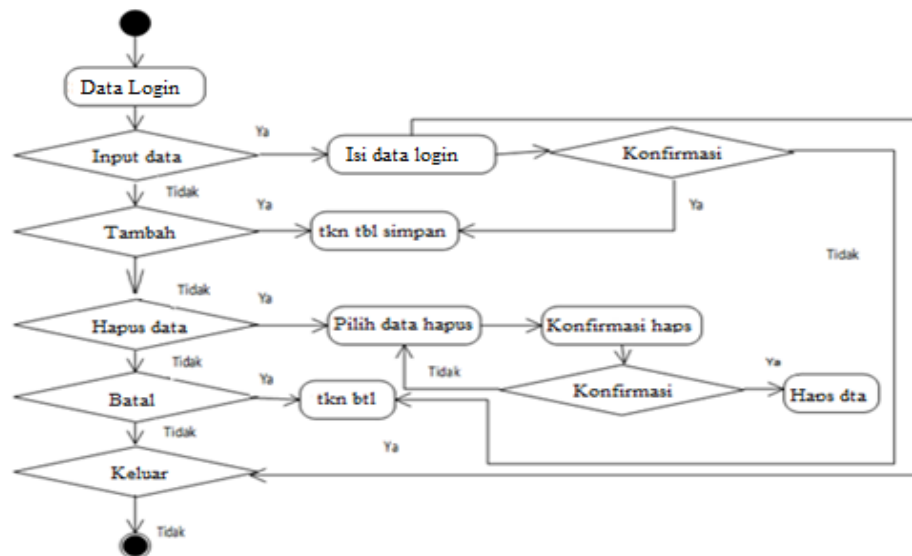 Data Login
Ya
Input data
Isi data login
Konfirmasi
Tidak
Ya
Ya
Tambah
tkn tbl simpan
Tidak
Tidak
Ya
Hapus data
Pilih data hapus
Konfirmasi haps
Tidak
Tidak
Ya
Ya
Batal
tkn btl
Konfirmasi
Haps dta
Tidak
Ya
Keluar
Tidak